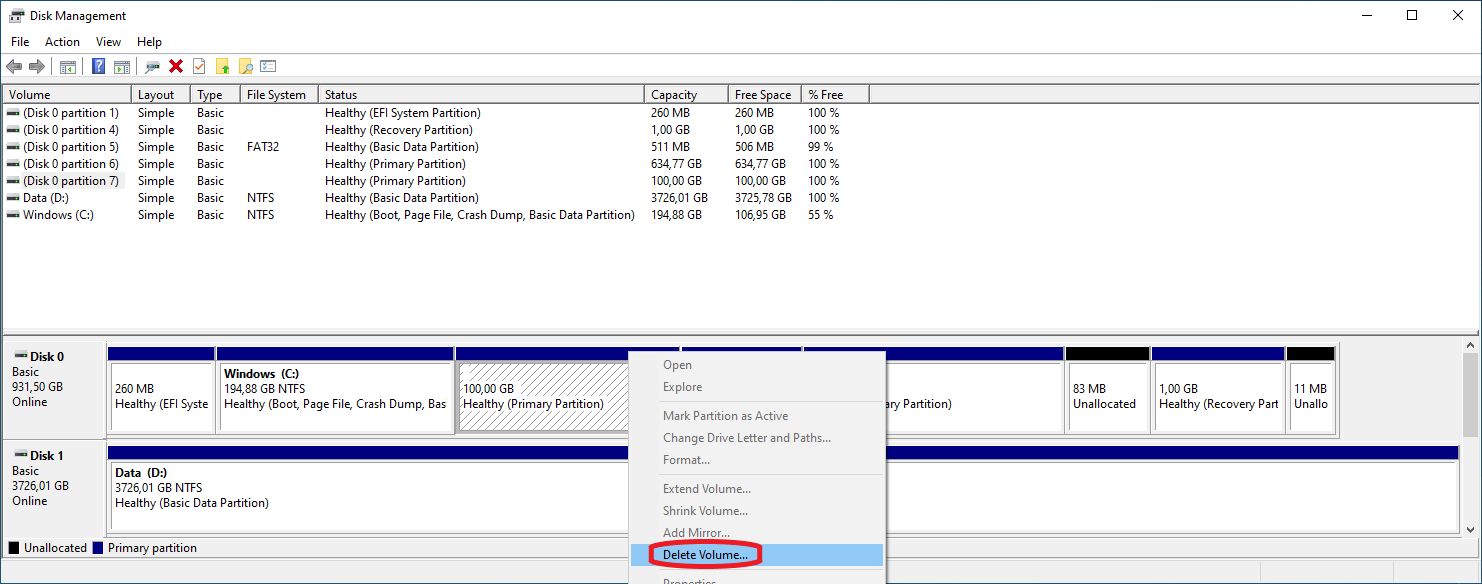 Disk Management
File Action View Help
Volume Layout Type File System Status Capacity Free Space % Free
(Disk 0 partition 1) Simple Basic Healthy (EFI System Partition) 260 MB 260 MB 100 %
(Disk 0 partition 4) Simple Basic Healthy (Recovery Partition) 1,00 GB 1,00 GB 100 %
(Disk 0 partition 5) Simple Basic FAT32 Healthy (Basic Data Partition) 511 MB 506 MB 99 %
(Disk 0 partition 6) Simple Basic Healthy (Primary Partition) 634,77 GB 634,77 GB 100 %
(Disk 0 partition 7) Simple Basic Healthy (Primary Partition) 100,00 GB 100,00 GB 100 %
Data (D:) Simple Basic NTFS Healthy (Basic Data Partition) 3726,01 GB 3725,78 GB 100 %
Windows (C:) Simple Basic NTFS Healthy (Boot, Page File, Crash Dump, Basic Data Partition) 194,88 GB 106,95 GB 55 %
Disk 0
Basic
931,50 GB
Online
260 MB
Healthy (EFI Syste
Windows (C:)
194,88 GB NTFS
Healthy (Boot, Page File, Crash Dump, Bas
100,00 GB
Healthy (Primary Partition)
ary Partition)
83 MB
Unallocated
1,00 GB
Healthy (Recovery Part
11 MB
Unallo
Open
Explore
Mark Partition as Active
Change Drive Letter and Paths...
Format...
Extend Volume...
Shrink Volume...
Add Mirror...
Delete Volume...
Properties
Disk 1
Basic
3726,01 GB
Online
Data (D:)
3726,01 GB NTFS
Healthy (Basic Data Partition)
Unallocated Primary partition